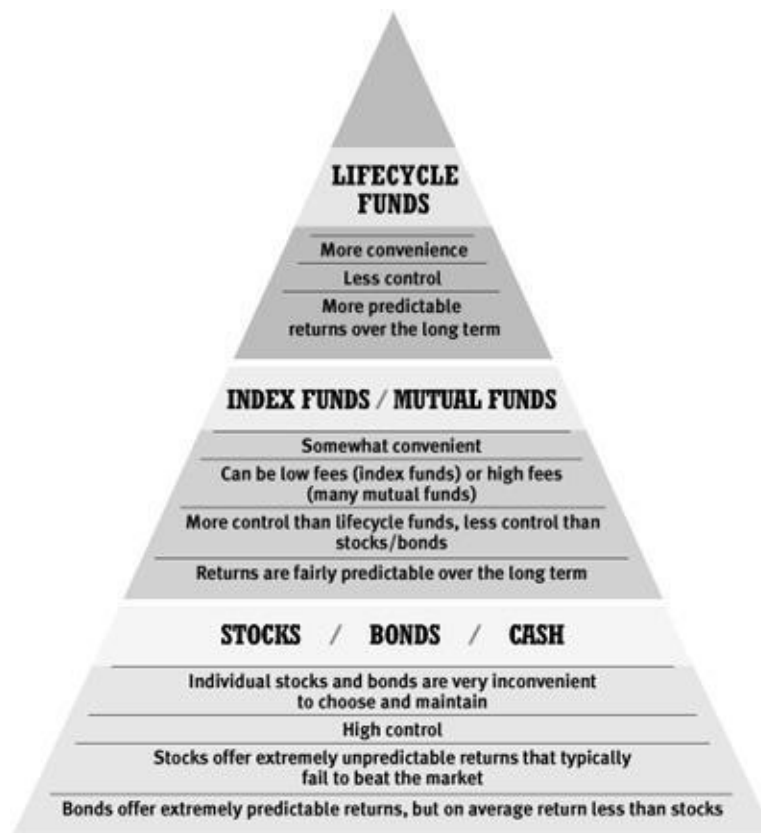 LIFECYCLE
FUNDS
More convenience
Less control
More predictable
returns over the long term
INDEX FUNDS / MUTUAL FUNDS
Somewhat convenient
Can be low fees (index funds) or high fees
(many mutual funds)
More control than lifecycle funds, less control than
stocks/bonds
Returns are fairly predictable over the long term
STOCKS / BONDS / CASH
Individual stocks and bonds are very inconvenient
to choose and maintain
High control
Stocks offer extremely unpredictable returns that typically
fail to beat the market
Bonds offer extremely predictable returns, but on average return less than stocks